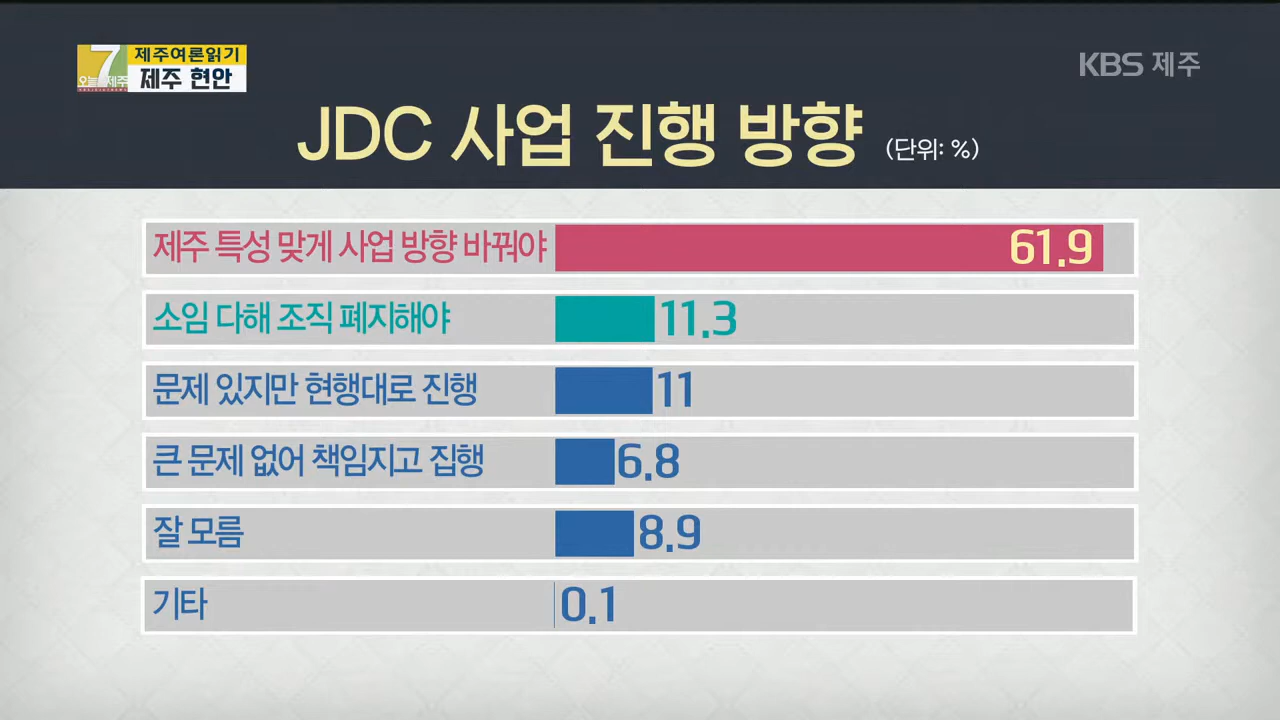 7
오늘 제주
제주여론읽기
제주 현안
KBS 제주
JDC 사업 진행 방향 (단위: %)
제주 특성 맞게 사업 방향 바꿔야 61.9
소임 다해 조직 폐지해야 11.3
문제 있지만 현행대로 진행 11
큰 문제 없어 책임지고 집행 6.8
잘 모름 8.9
기타 0.1